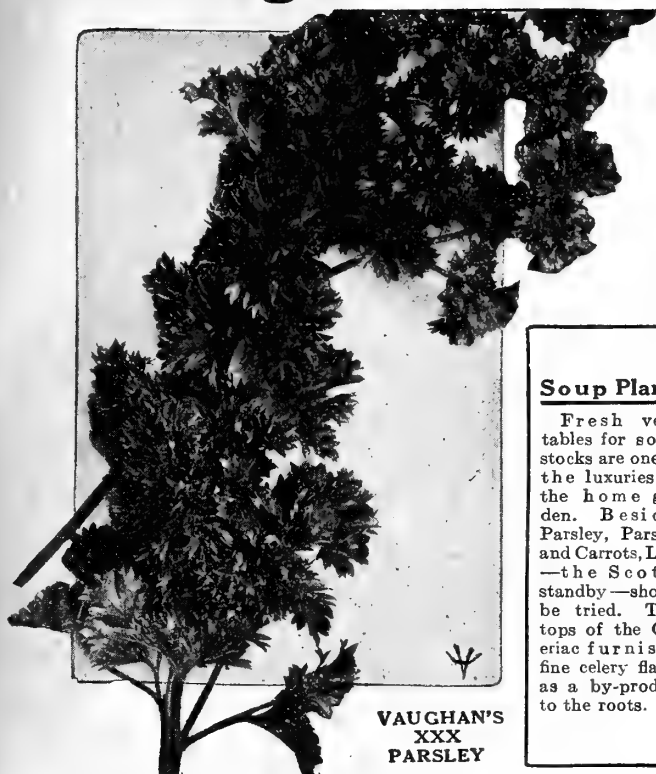 Soup Plan
Fresh ve
tables for so
stocks are one
the luxuries
the home g
den. Besid
Parsley, Pars
and Carrots, L
—the Scot
standby—sho
be tried. T
tops of the C
eriac furnis
fine celery fla
as a by-prod
to the roots.
VAUGHAN'S
XXX
PARSLEY